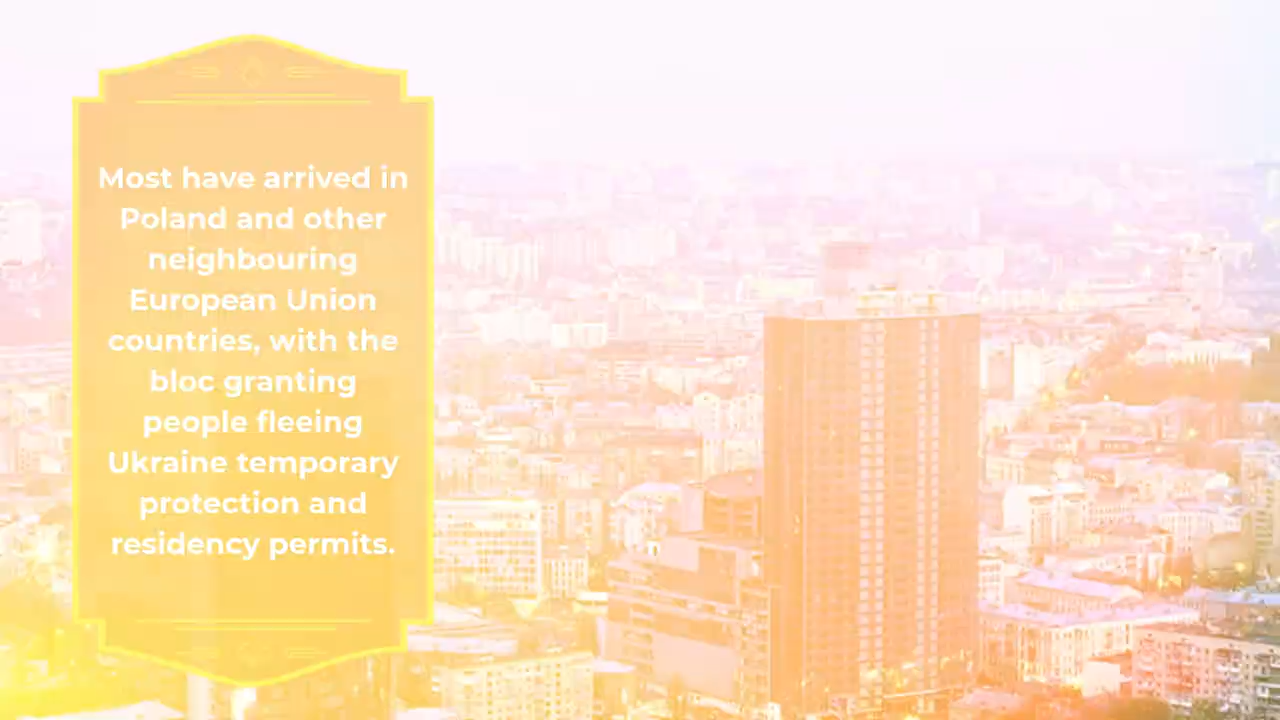 Most have arrived in
Poland and other
neighbouring
European Union
countries, with the
bloc granting
people fleeing
Ukraine temporary
protection and
residency permits.